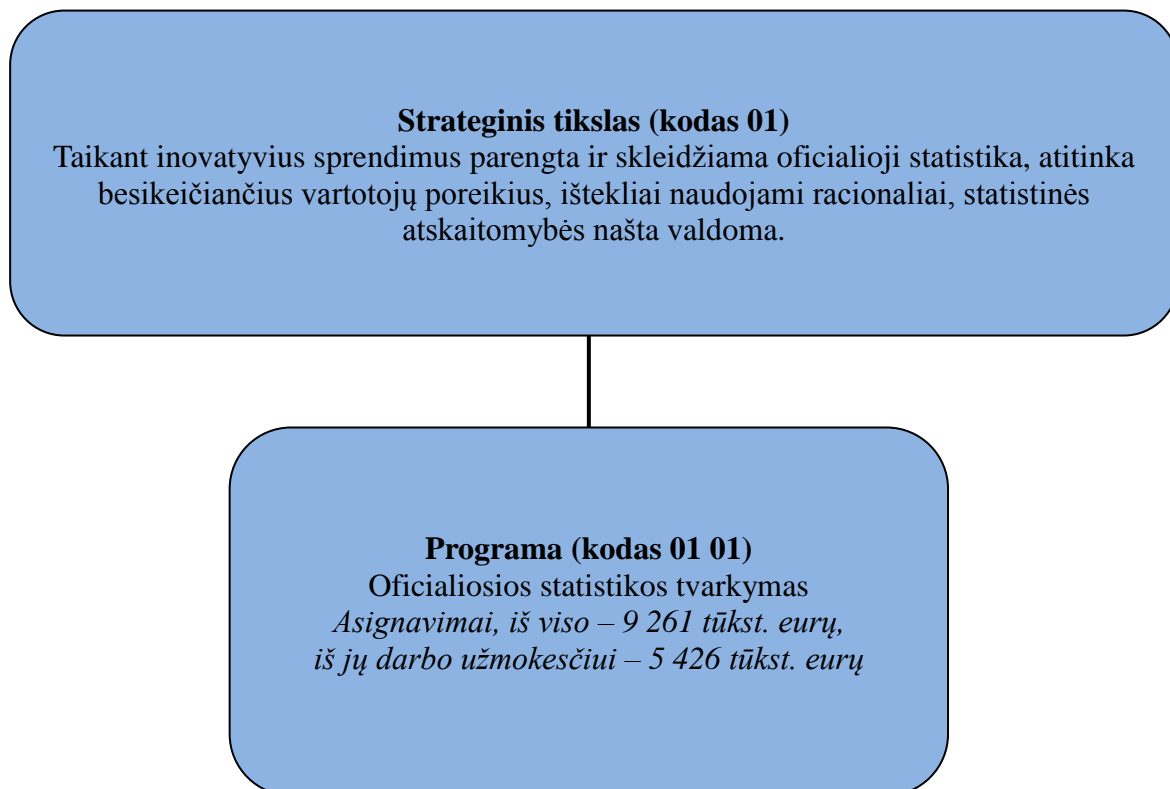 Strateginis tikslas (kodas 01)
Taikant inovatyvius sprendimus parengta ir skleidžiama oficialioji statistika, atitinka
besikeičiančius vartotojų poreikius, ištekliai naudojami racionaliai, statistinės
atskaitomybės našta valdoma.
Programa (kodas 01 01)
Oficialiosios statistikos tvarkymas
Asignavimai, iš viso – 9 261 tūkst. eurų,
iš jų darbo užmokesčiui – 5 426 tūkst. eurų